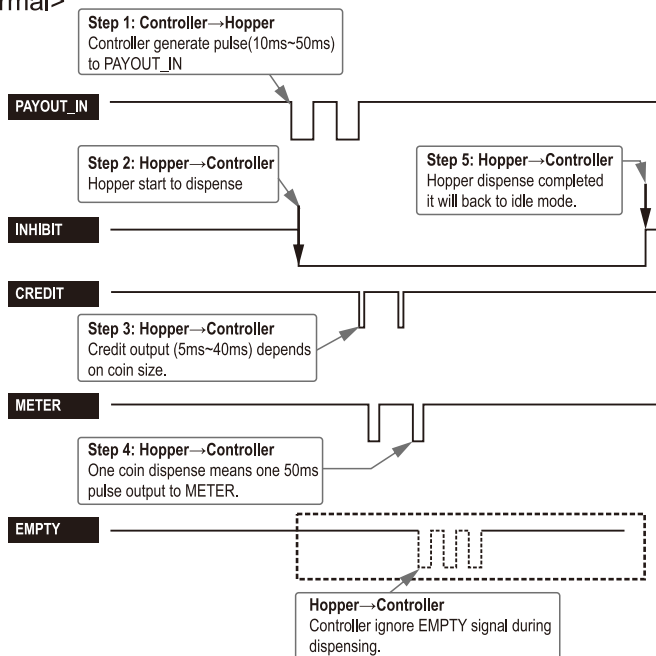 rmal>
Step 1: Controller→Hopper
Controller generate pulse(10ms~50ms)
to PAYOUT_IN
PAYOUT_IN
Step 2: Hopper→Controller
Hopper start to dispense
Step 5: Hopper→Controller
Hopper dispense completed
it will back to idle mode.
INHIBIT
CREDIT
Step 3: Hopper→Controller
Credit output (5ms~40ms) depends
on coin size.
METER
Step 4: Hopper→Controller
One coin dispense means one 50ms
pulse output to METER.
EMPTY
Hopper→Controller
Controller ignore EMPTY signal during
dispensing.